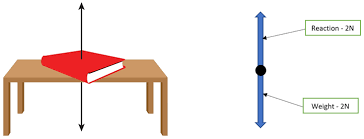 Reaction - 2N
Weight - 2N